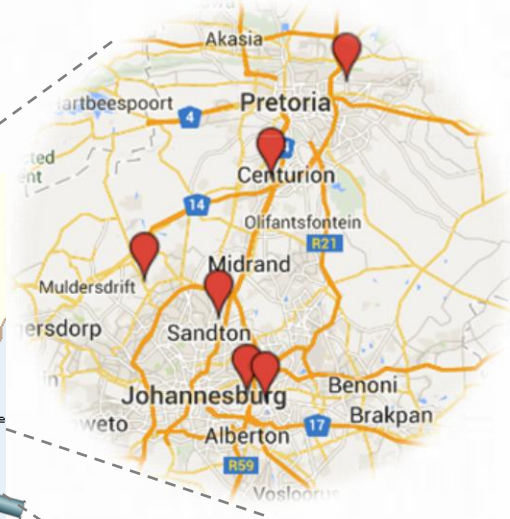 Akasia
artbeespoort
4
Pretoria
Centurion
14
Olifantsfontein
R21
Midrand
Muldersdrift
Sandton
ersdorp
Benoni
Johannesburg
Brakpan
weto
17
Alberton
R59
Vosloorus